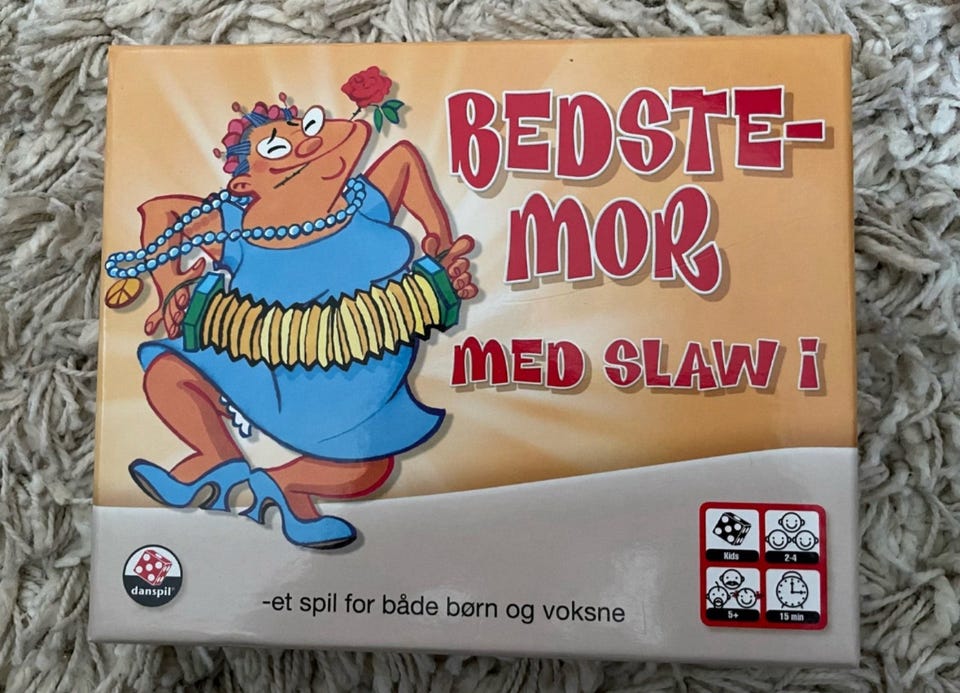 BEDSTE-
MOR
MED SLAW i
Kids
2-4
5+
15 min
danspil
-et spil for både børn og voksne